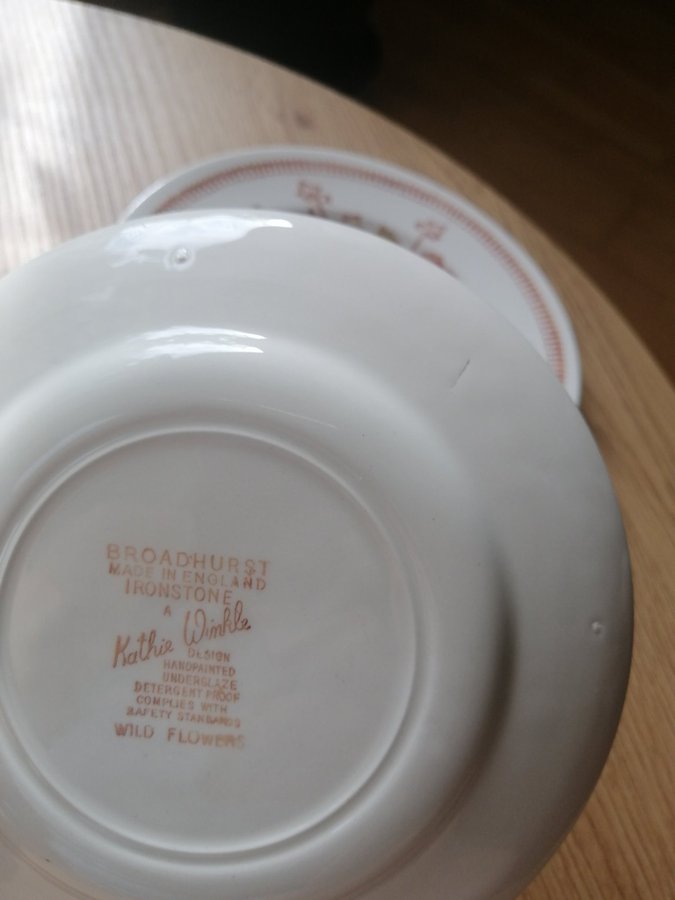 BROADHURST
MADE IN ENGLAND
IRONSTONE
A
Kathie Winkle
DESIGN
HANDPAINTED
UNDERGLAZE
DETERGENT PROOF
COMPLIES WITH
SAFETY STANDARDS
WILD FLOWERS